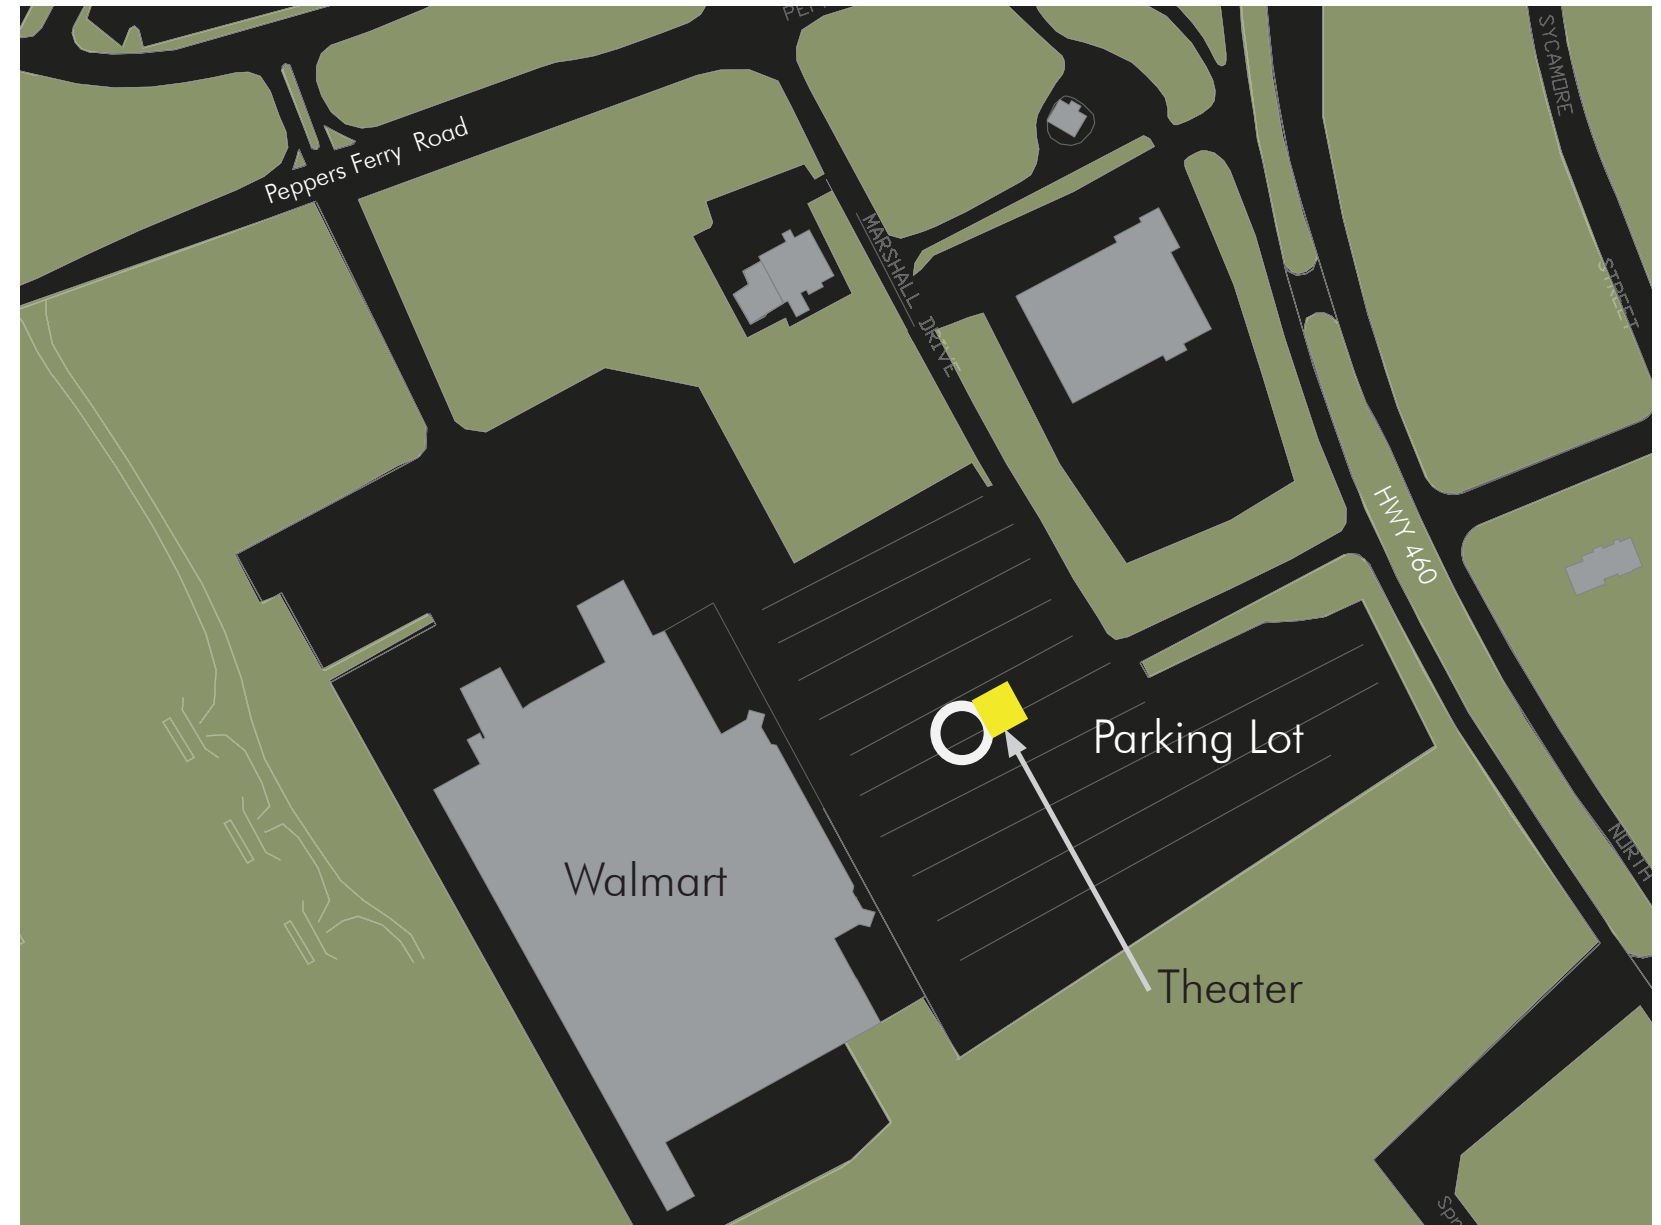 SYCAMORE
Peppers Ferry Road
MARSHALL DRIVE
STREET
HWY 460
Parking Lot
NORTH
Walmart
Theater